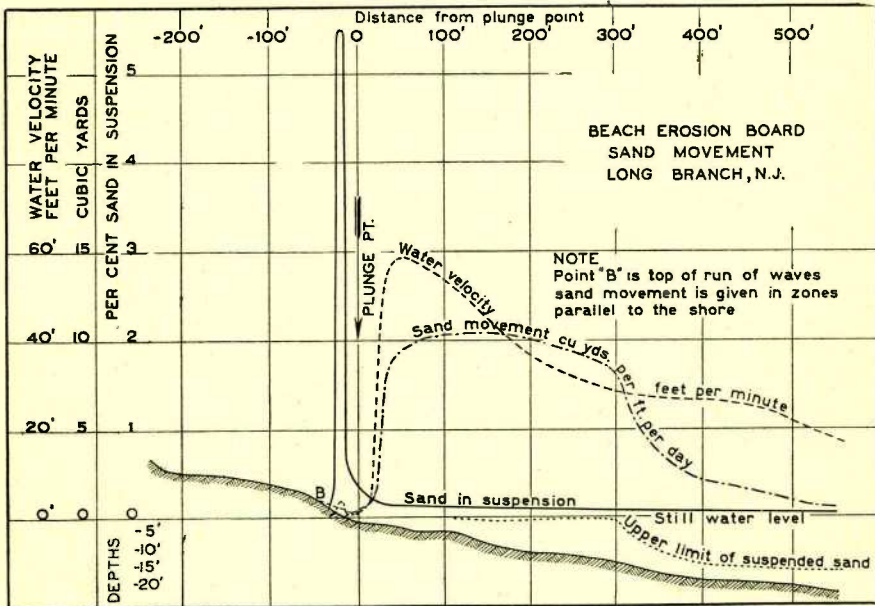 Distance from plunge point
-200' -100' 0 100' 200' 300' 400' 500'
WATER VELOCITY
FEET PER MINUTE
CUBIC YARDS
PER CENT SAND IN SUSPENSION
5
4
60' 15 3
40' 10 2
20' 5 1
0' 0 0
DEPTHS
-5'
-10'
-15'
-20'
BEACH EROSION BOARD
SAND MOVEMENT
LONG BRANCH, N.J.
NOTE
Point "B" is top of run of waves
sand movement is given in zones
parallel to the shore
PLUNGE PT.
Water velocity
feet per minute
Sand movement cu yds. per ft. per day
B
Sand in suspension
Still water level
Upper limit of suspended sand